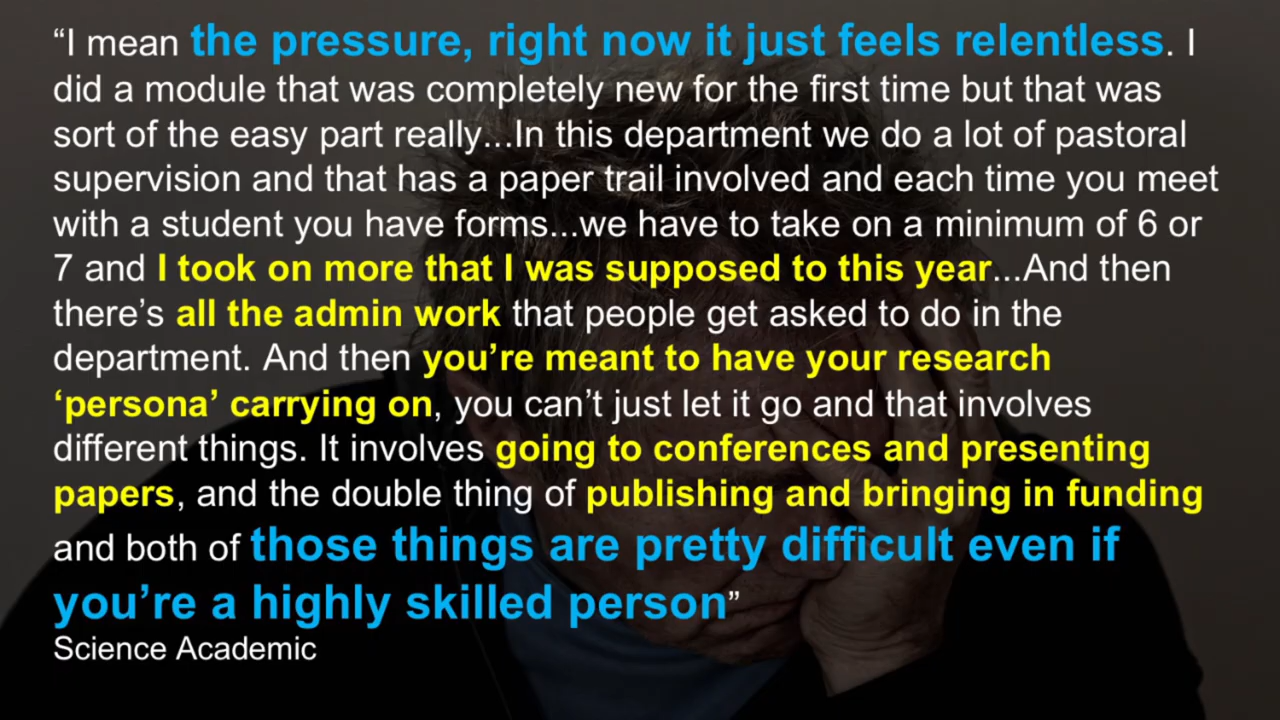 “I mean the pressure, right now it just feels relentless. I
did a module that was completely new for the first time but that was
sort of the easy part really...In this department we do a lot of pastoral
supervision and that has a paper trail involved and each time you meet
with a student you have forms...we have to take on a minimum of 6 or
7 and I took on more that I was supposed to this year...And then
there’s all the admin work that people get asked to do in the
department. And then you’re meant to have your research
‘persona’ carrying on, you can’t just let it go and that involves
different things. It involves going to conferences and presenting
papers, and the double thing of publishing and bringing in funding
and both of those things are pretty difficult even if
you’re a highly skilled person”
Science Academic